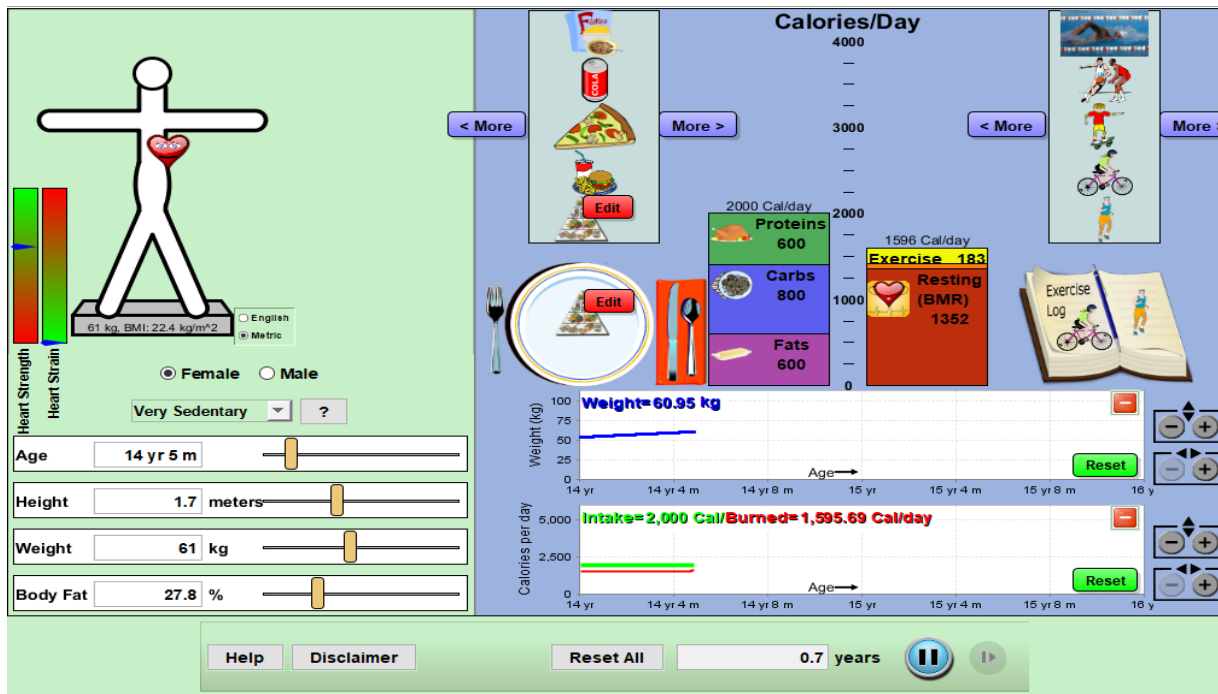 Calories/Day
4000
3000
2000
1000
0
Flakes
COLA
< More
More >
Edit
< More
More >
2000 Cal/day
Proteins
600
Carbs
800
Fats
600
1596 Cal/day
Exercise 183
Resting
(BMR)
1352
Edit
Exercise
Log
61 kg, BMI: 22.4 kg/m^2
English
Metric
Heart Strength
Heart Strain
Female
Male
Very Sedentary
?
Age 14 yr 5 m
Height 1.7 meters
Weight 61 kg
Body Fat 27.8 %
Weight (kg)
100
75
50
25
0
Weight=60.95 kg
Age
Reset
14 yr 14 yr 4 m 14 yr 8 m 15 yr 15 yr 4 m 15 yr 8 m 16 y
Calories per day
5,000
2,500
0
Intake=2,000 Cal/Burned=1,595.69 Cal/day
Age
Reset
14 yr 14 yr 4 m 14 yr 8 m 15 yr 15 yr 4 m 15 yr 8 m 16 y
Help
Disclaimer
Reset All
0.7 years